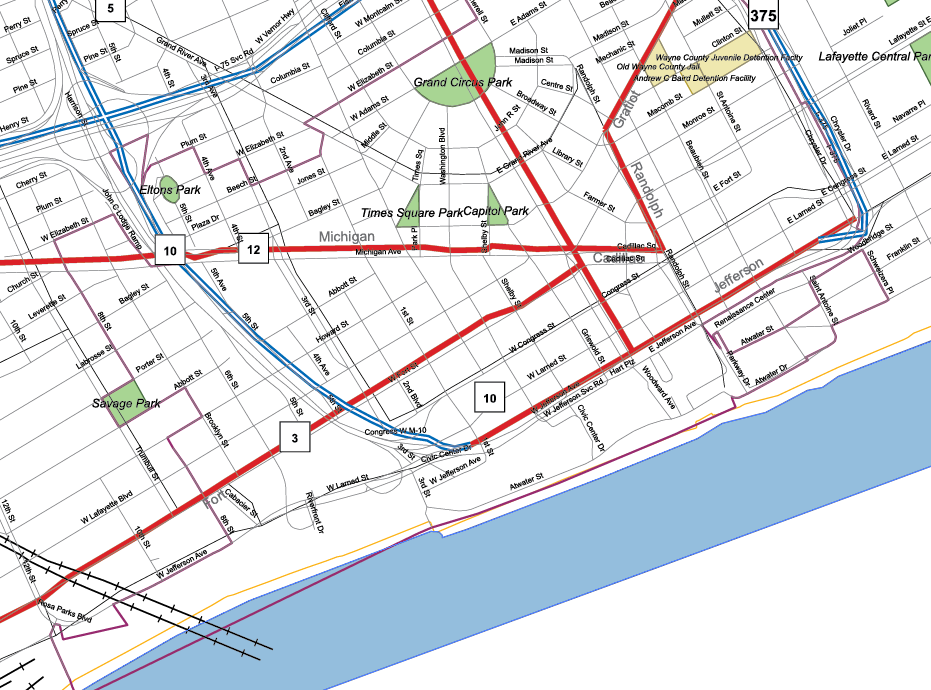 5
375
Perry St
Spruce St
Spruce St
Pine St
Pine St
5th St
Harrison St
Henry St
Grand River Ave
I-75 Svc Rd
4th St
3rd Ave
W Vernor Hwy
Clifford St
W Montcalm St
Columbia St
Columbia St
W Elizabeth St
W Adams St
Middle St
E Adams St
Madison St
Madison St
Madison St
Mechanic St
Grand Circus Park
Centre St
Broadway St
John R St
Randolph St
Library St
E Grand River Ave
Farmer St
Times Sq
Washington Blvd
Gratiot
Randolph
Mullett St
Clinton St
Wayne County Juvenile Detention Facility
Old Wayne County Jail
Andrew C Baird Detention Facility
Macomb St
Monroe St
St Antoine St
Beaubien St
E Fort St
Joliet Pl
Lafayette St E
Lafayette Central Par
Rivard St
Navarre Pl
E Larned St
Chrysler Dr
Chrysler Dr
E Congress St
E Larned St
Woodbridge St
Franklin St
Schweizers Pl
Saint Antoine St
Cherry St
Plum St
Plum St
W Elizabeth St
W Elizabeth St
4th Ave
2nd Ave
Beech St
Jones St
Bagley St
Eltons Park
5th St
Plaza Dr
4th St
John C Lodge Ramp
Times Square Park
Capitol Park
Park Pl
Shelby St
10
12
Michigan
Michigan Ave
Cadillac Sq
Cadillac Sq
Randolph St
Congress St
Jefferson
Renaissance Center
E Jefferson Ave
Atwater St
Atwater Dr
Parkway Dr
Church St
Leverette St
Bagley St
8th St
10th St
5th Ave
5th St
3rd St
Abbott St
Howard St
1st St
Shelby St
W Congress St
Griswold St
W Larned St
Hart Plz
Woodward Ave
Labrosse St
Porter St
Abbott St
6th St
4th Ave
5th St
W Fort St
2nd Blvd
Savage Park
Brooklyn St
3
10
W Jefferson Ave
W Jefferson Svc Rd
Civic Center Dr
Congress W M-10
3rd St
Civic Center Dr
1st St
W Jefferson Ave
3rd St
Atwater St
W Larned St
Riverfront Dr
Trumbull St
W Lafayette Blvd
Fort
Cabacier St
8th St
10th St
W Jefferson Ave
12th St
12th St
Rosa Parks Blvd